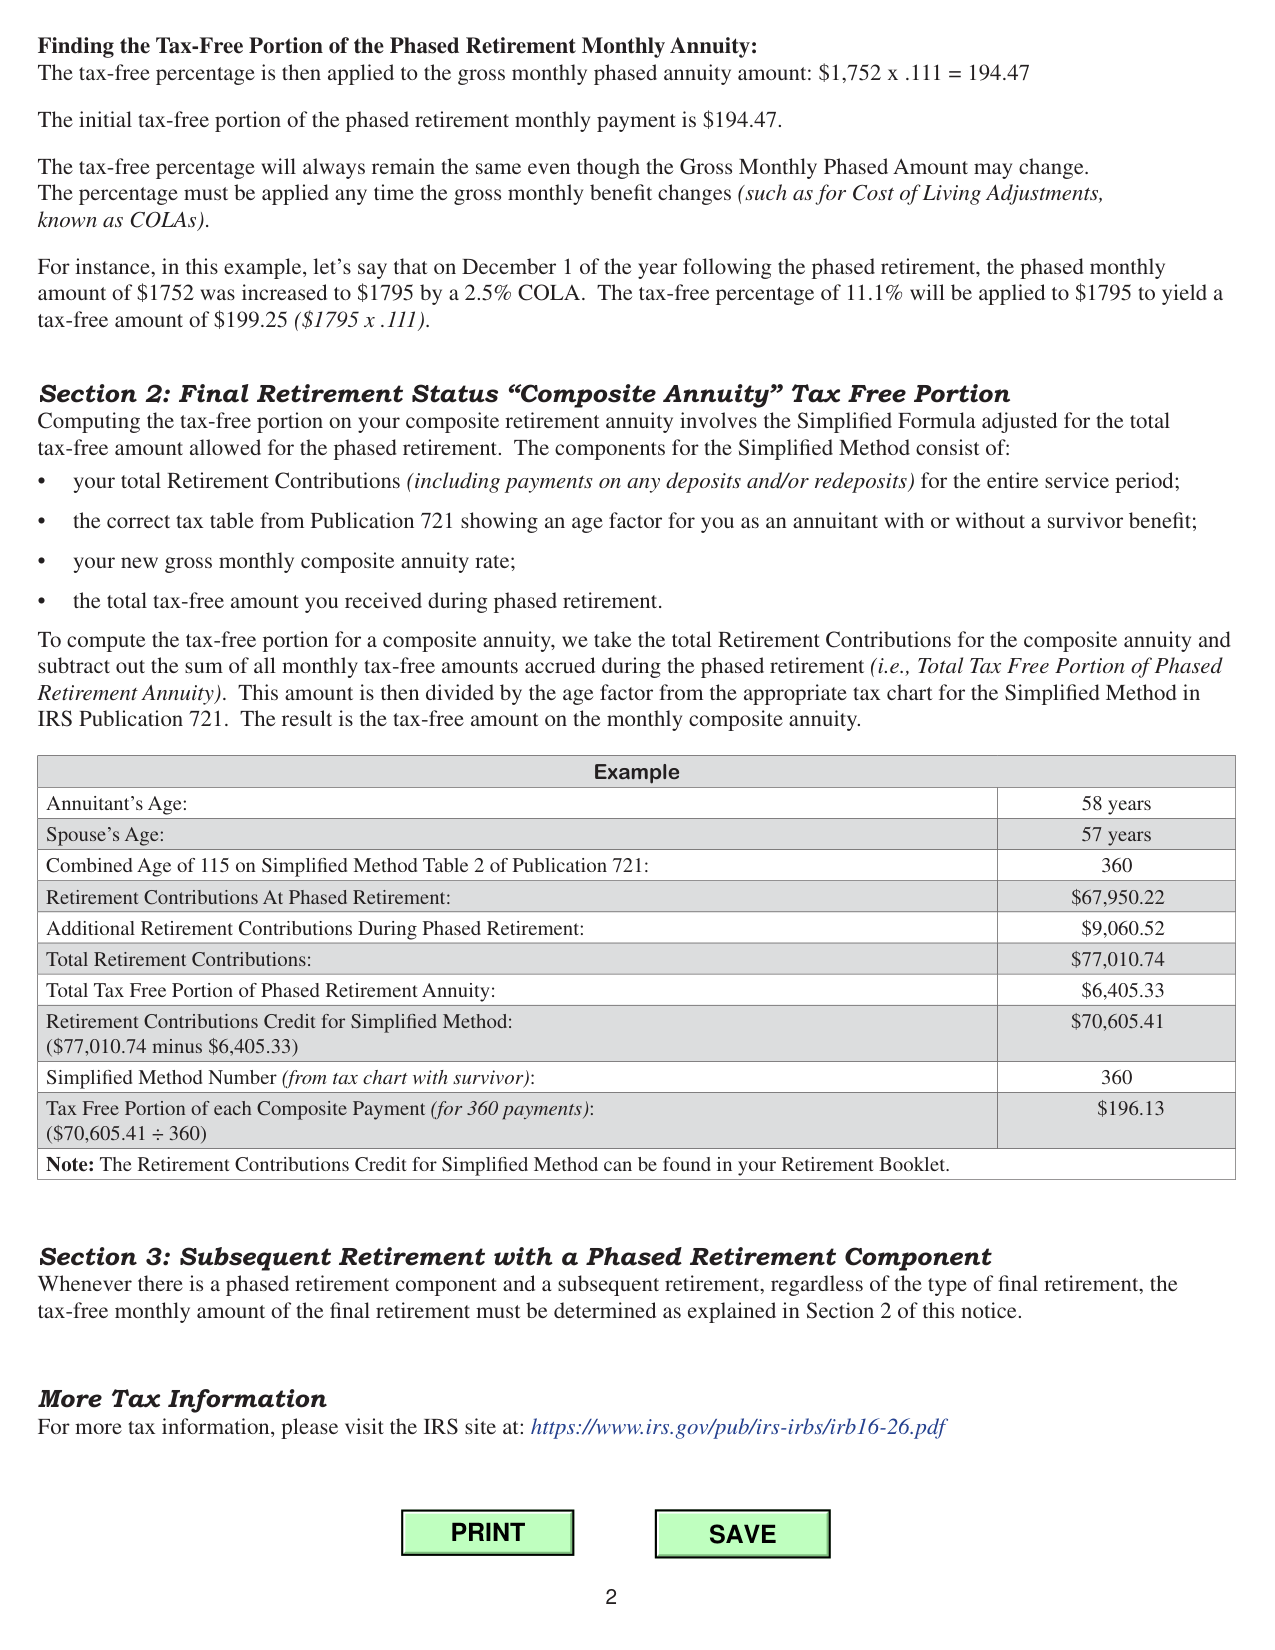 Finding the Tax-Free Portion of the Phased Retirement Monthly Annuity:
The tax-free percentage is then applied to the gross monthly phased annuity amount: $1,752 x .111 = 194.47
The initial tax-free portion of the phased retirement monthly payment is $194.47.
The tax-free percentage will always remain the same even though the Gross Monthly Phased Amount may change.
The percentage must be applied any time the gross monthly benefit changes (such as for Cost of Living Adjustments,
known as COLAs).
For instance, in this example, let's say that on December 1 of the year following the phased retirement, the phased monthly
amount of $1752 was increased to $1795 by a 2.5% COLA.  The tax-free percentage of 11.1% will be applied to $1795 to yield a
tax-free amount of $199.25 ($1795 x .111).
Section 2: Final Retirement Status “Composite Annuity” Tax Free Portion
Computing the tax-free portion on your composite retirement annuity involves the Simplified Formula adjusted for the total
tax-free amount allowed for the phased retirement.  The components for the Simplified Method consist of:
• your total Retirement Contributions (including payments on any deposits and/or redeposits) for the entire service period;
• the correct tax table from Publication 721 showing an age factor for you as an annuitant with or without a survivor benefit;
• your new gross monthly composite annuity rate;
• the total tax-free amount you received during phased retirement.
To compute the tax-free portion for a composite annuity, we take the total Retirement Contributions for the composite annuity and
subtract out the sum of all monthly tax-free amounts accrued during the phased retirement (i.e., Total Tax Free Portion of Phased
Retirement Annuity).  This amount is then divided by the age factor from the appropriate tax chart for the Simplified Method in
IRS Publication 721.  The result is the tax-free amount on the monthly composite annuity.
Example
Annuitant's Age: 58 years
Spouse's Age: 57 years
Combined Age of 115 on Simplified Method Table 2 of Publication 721: 360
Retirement Contributions At Phased Retirement: $67,950.22
Additional Retirement Contributions During Phased Retirement: $9,060.52
Total Retirement Contributions: $77,010.74
Total Tax Free Portion of Phased Retirement Annuity: $6,405.33
Retirement Contributions Credit for Simplified Method: $70,605.41
($77,010.74 minus $6,405.33)
Simplified Method Number (from tax chart with survivor): 360
Tax Free Portion of each Composite Payment (for 360 payments): $196.13
($70,605.41 ÷ 360)
Note: The Retirement Contributions Credit for Simplified Method can be found in your Retirement Booklet.
Section 3: Subsequent Retirement with a Phased Retirement Component
Whenever there is a phased retirement component and a subsequent retirement, regardless of the type of final retirement, the
tax-free monthly amount of the final retirement must be determined as explained in Section 2 of this notice.
More Tax Information
For more tax information, please visit the IRS site at: https://www.irs.gov/pub/irs-irbs/irb16-26.pdf
PRINT SAVE
2